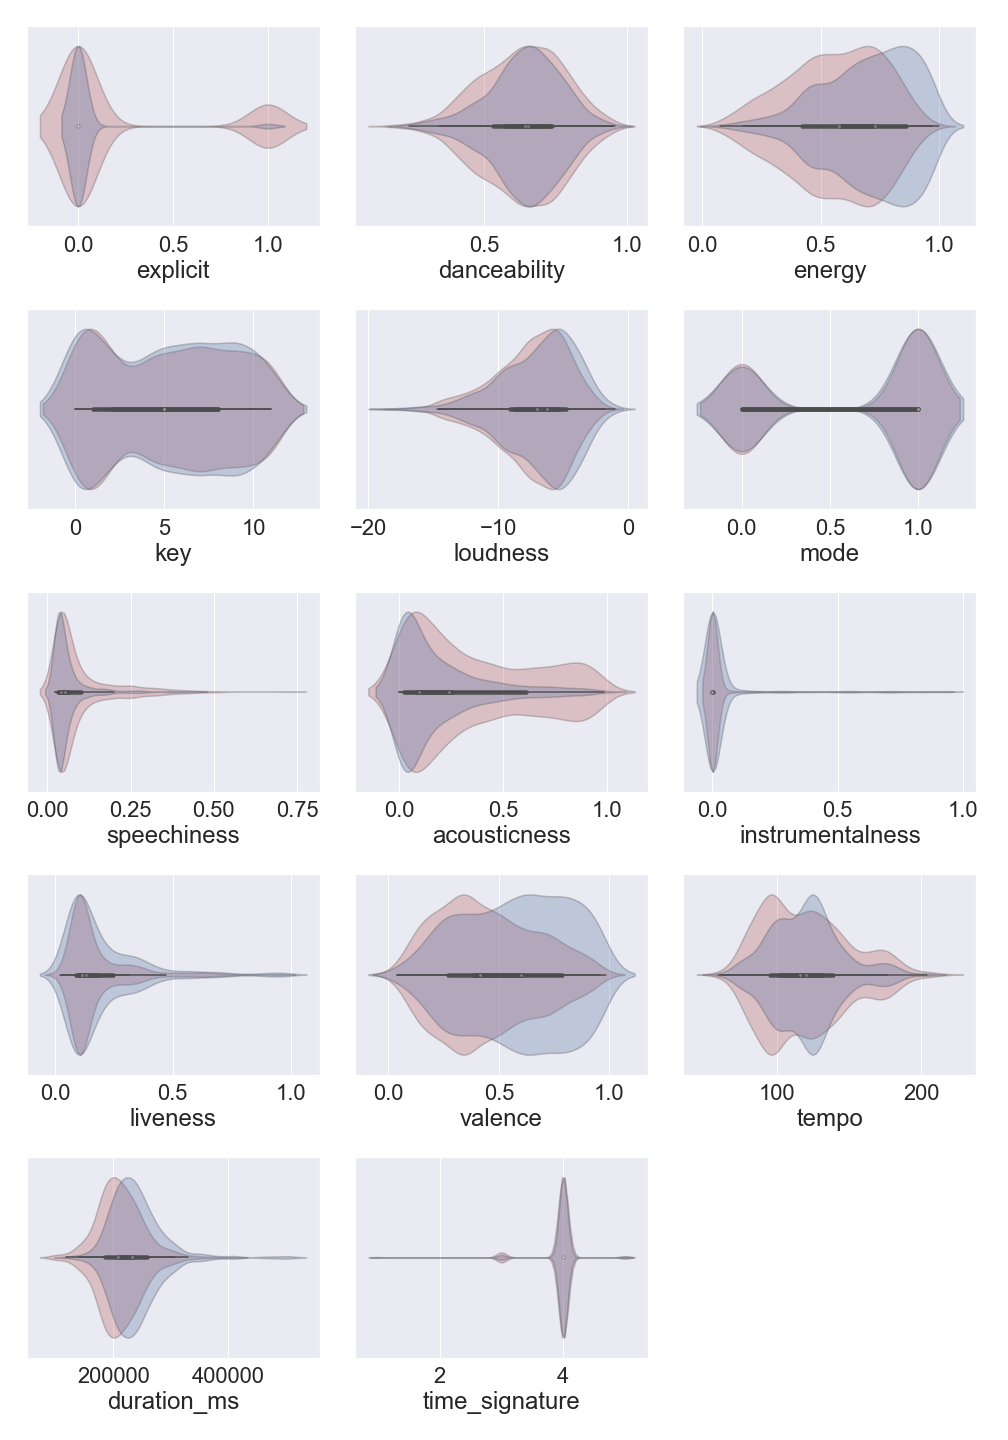 0.0 0.5 1.0
explicit
0.5 1.0
danceability
0.0 0.5 1.0
energy
0 5 10
key
−20 −10 0
loudness
0.0 0.5 1.0
mode
0.00 0.25 0.50 0.75
speechiness
0.0 0.5 1.0
acousticness
0.0 0.5 1.0
instrumentalness
0.0 0.5 1.0
liveness
0.0 0.5 1.0
valence
100 200
tempo
200000 400000
duration_ms
2 4
time_signature